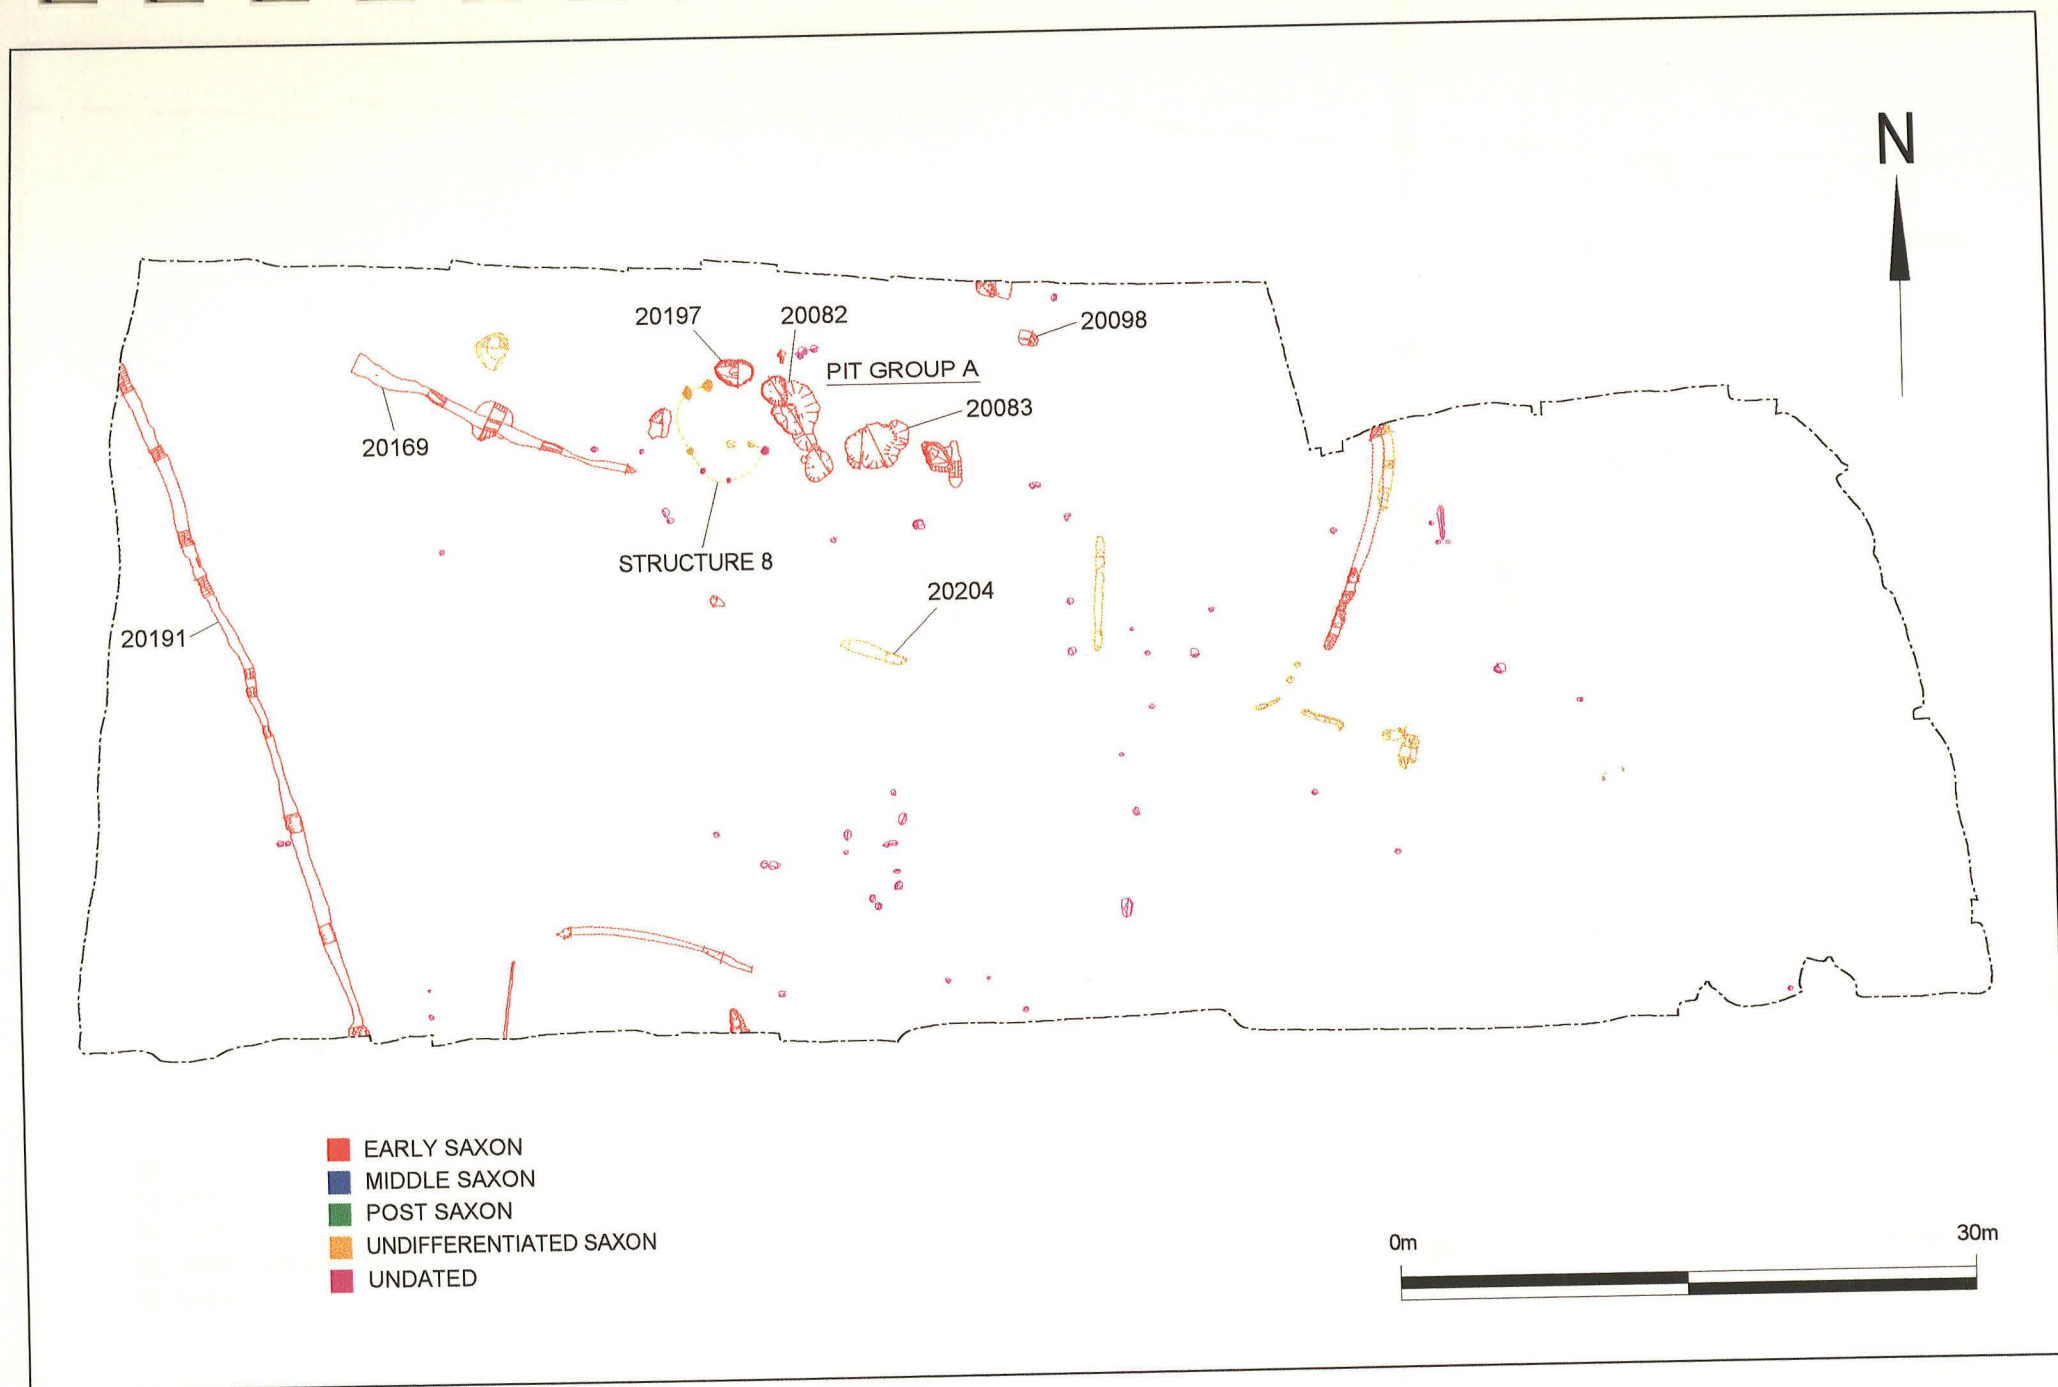 N
20197
20082
20098
PIT GROUP A
20083
20169
STRUCTURE 8
20204
20191
EARLY SAXON
MIDDLE SAXON
POST SAXON
UNDIFFERENTIATED SAXON
UNDATED
0m
30m